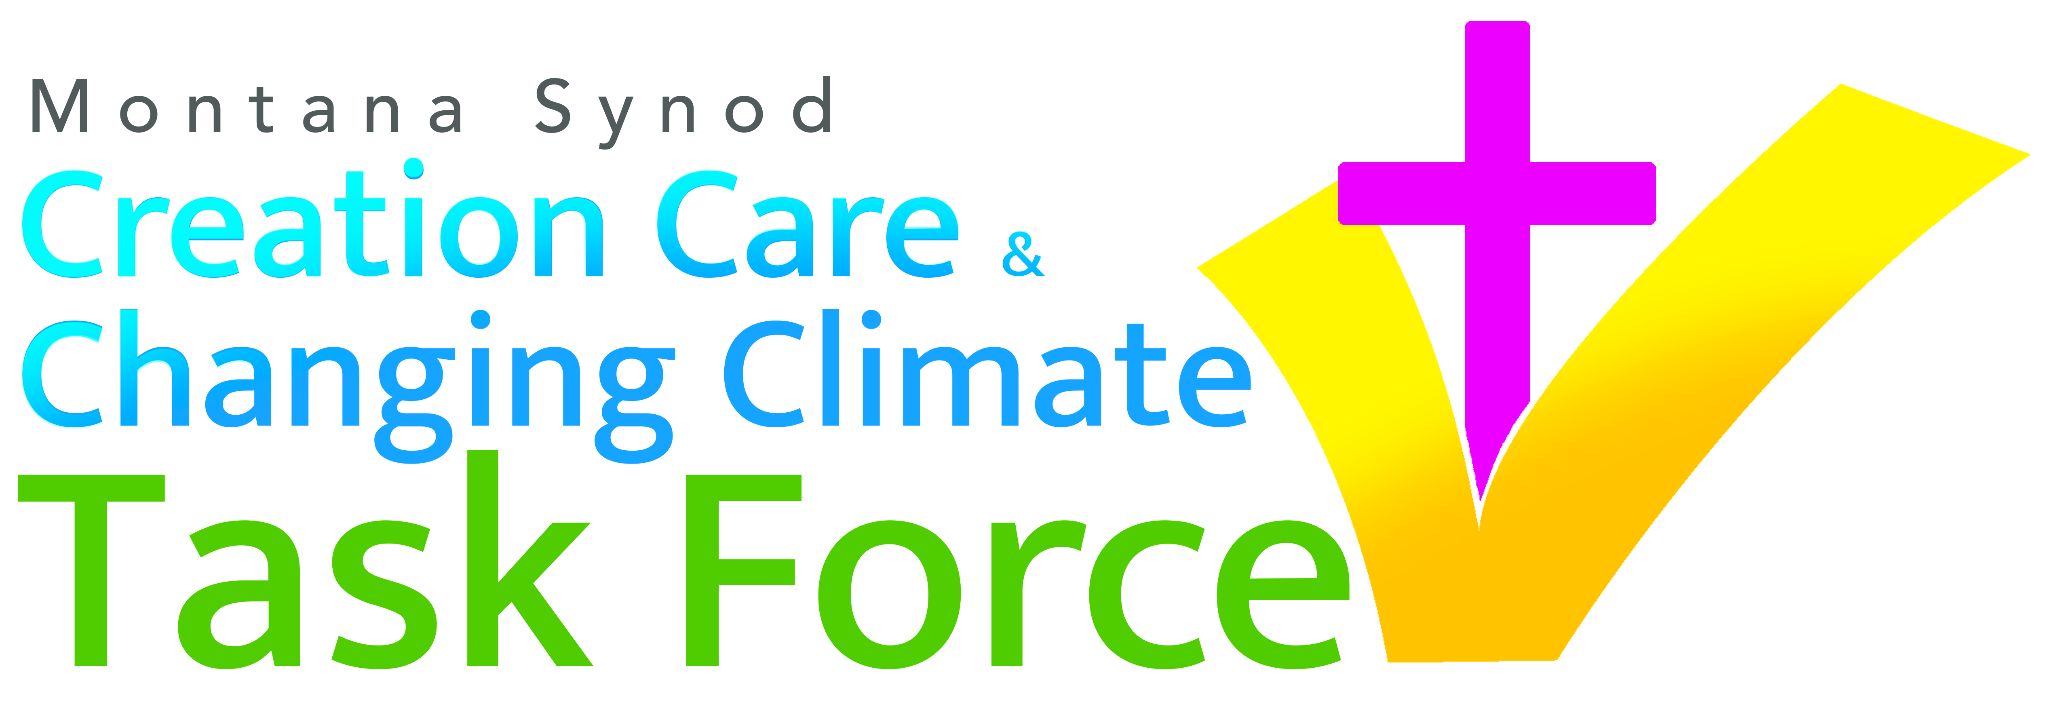 Montana Synod
Creation Care &
Changing Climate
Task Force